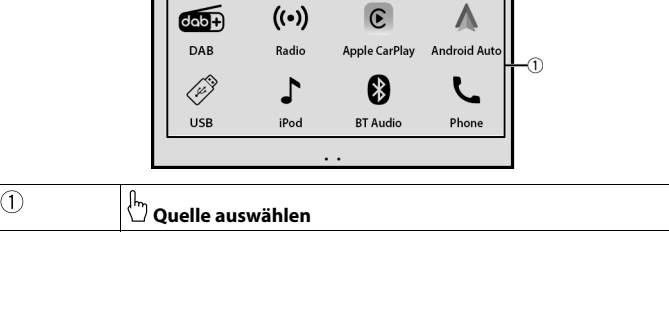 dab+
DAB Radio Apple CarPlay Android Auto
①
USB iPod BT Audio Phone
① Quelle auswählen